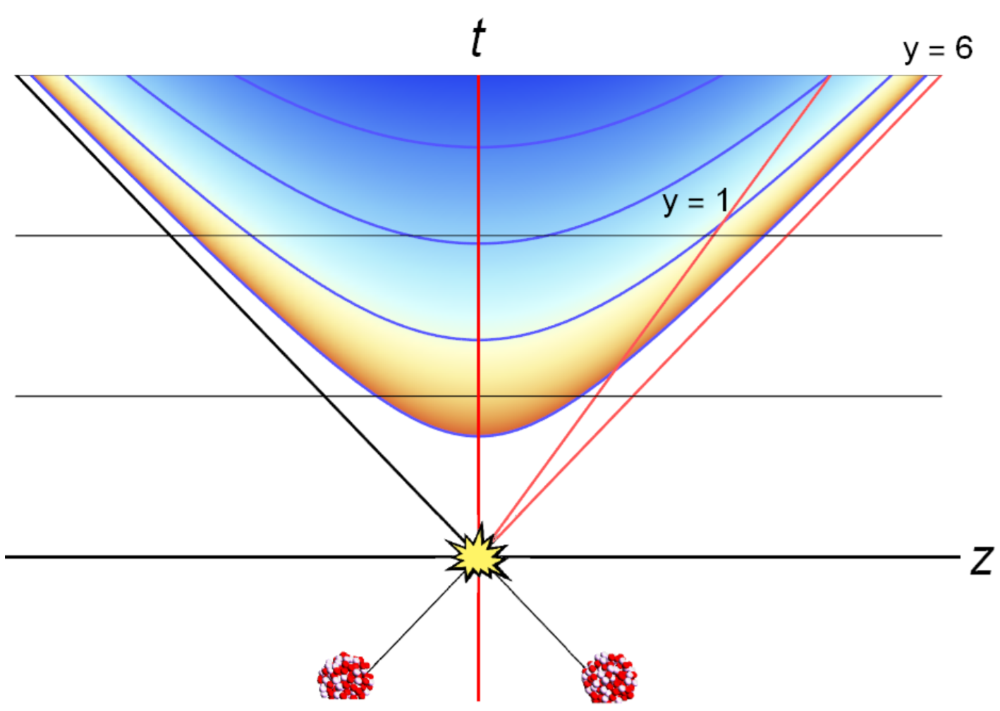 t
y = 6
y = 1
z